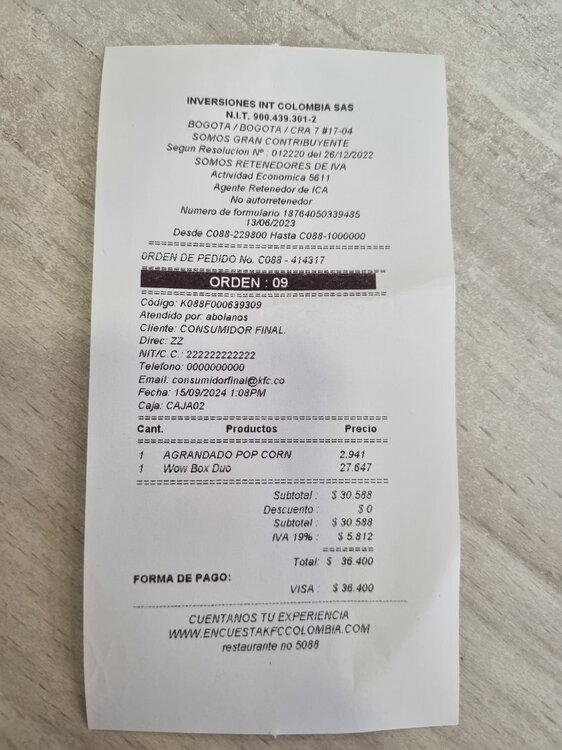 INVERSIONES INT COLOMBIA SAS
N.I.T. 900.439.301-2
BOGOTA / BOGOTA / CRA 7 #17-04
SOMOS GRAN CONTRIBUYENTE
Segun Resolucion Nº : 012220 del 26/12/2022
SOMOS RETENEDORES DE IVA
Actividad Economica 5611
Agente Retenedor de ICA
No autorretenedor
Numero de formulario 18764050339485
13/06/2023
Desde C088-229800 Hasta C088-1000000
ORDEN DE PEDIDO No. C088 - 414317
ORDEN : 09
Código: K088F000639309
Atendido por: abolanos
Cliente: CONSUMIDOR FINAL.
Direc: ZZ
NIT/C.C.: 222222222222
Telefono: 0000000000
Email: consumidorfinal@kfc.co
Fecha: 15/09/2024 1:08PM
Caja: CAJA02
Cant. Productos Precio
1 AGRANDADO POP CORN 2.941
1 Wow Box Duo 27.647
Subtotal : $ 30.588
Descuento : $ 0
Subtotal : $ 30.588
IVA 19% : $ 5.812
Total: $ 36.400
FORMA DE PAGO:
VISA : $ 36.400
CUENTANOS TU EXPERIENCIA
WWW.ENCUESTAKFCCOLOMBIA.COM
restaurante no 5088